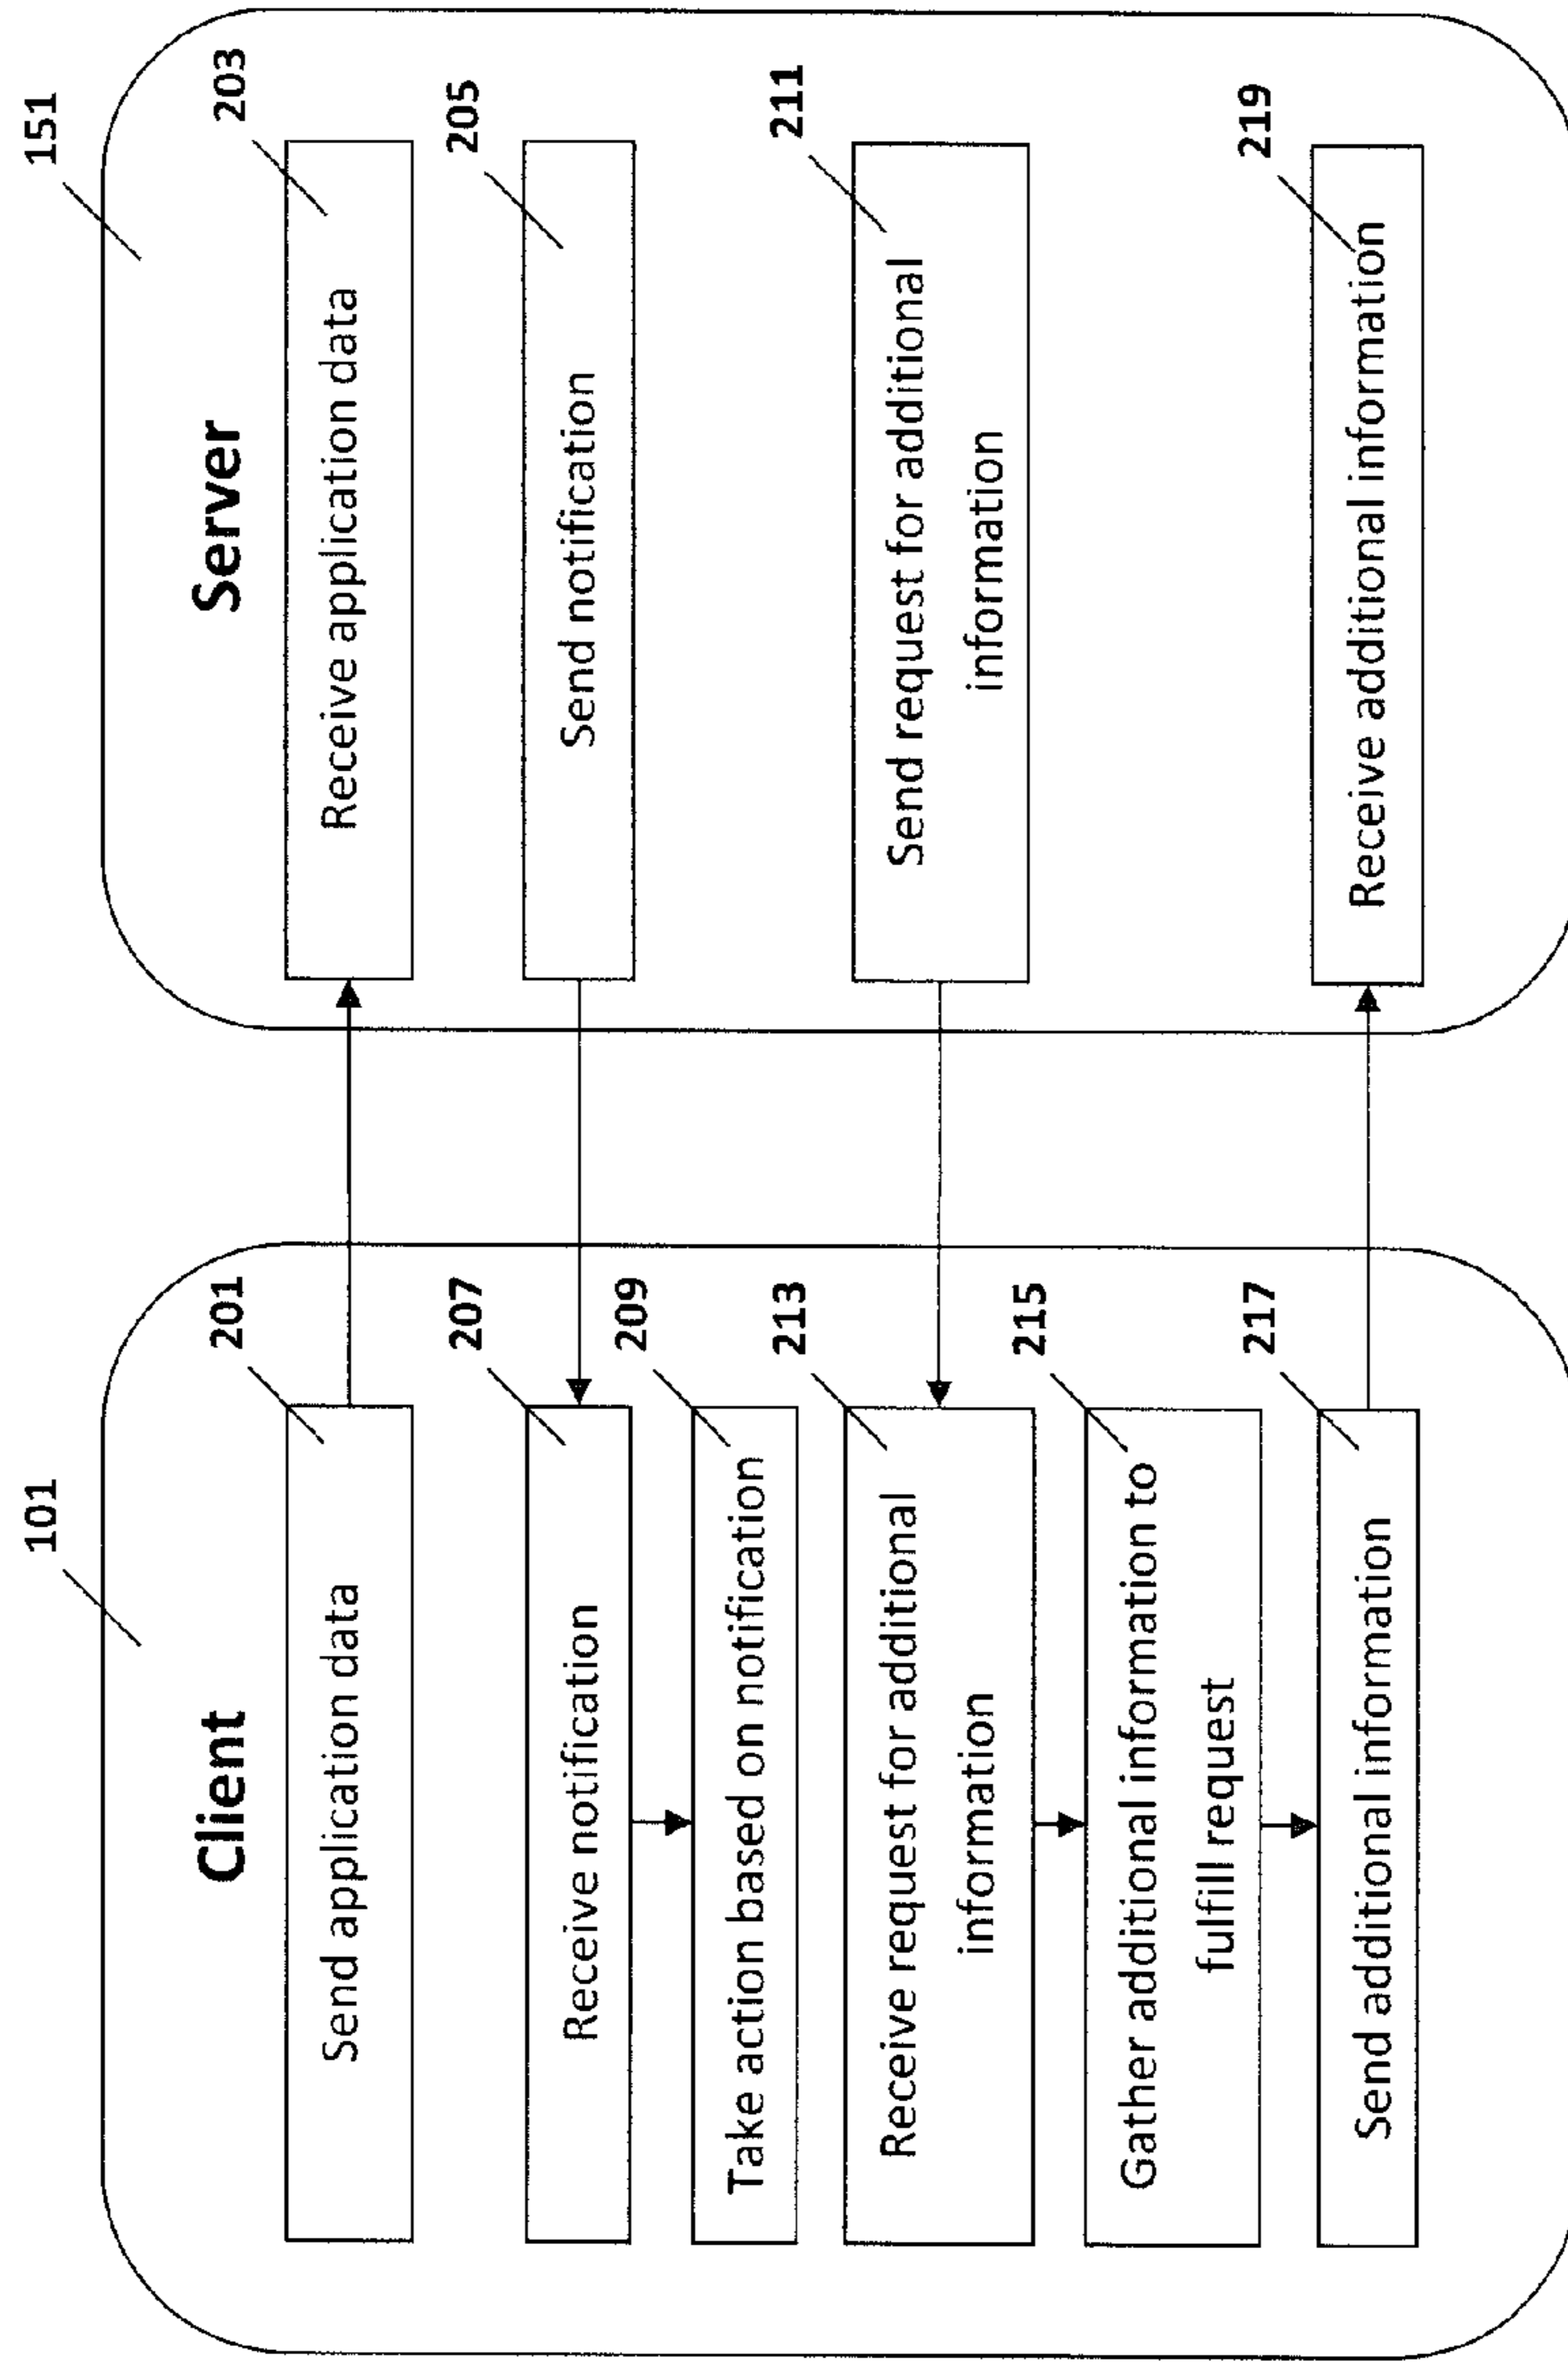 101
Client
201
Send application data
207
Receive notification
209
Take action based on notification
213
Receive request for additional
information
215
Gather additional information to
fulfill request
217
Send additional information
151
Server
203
Receive application data
205
Send notification
211
Send request for additional
information
219
Receive additional information